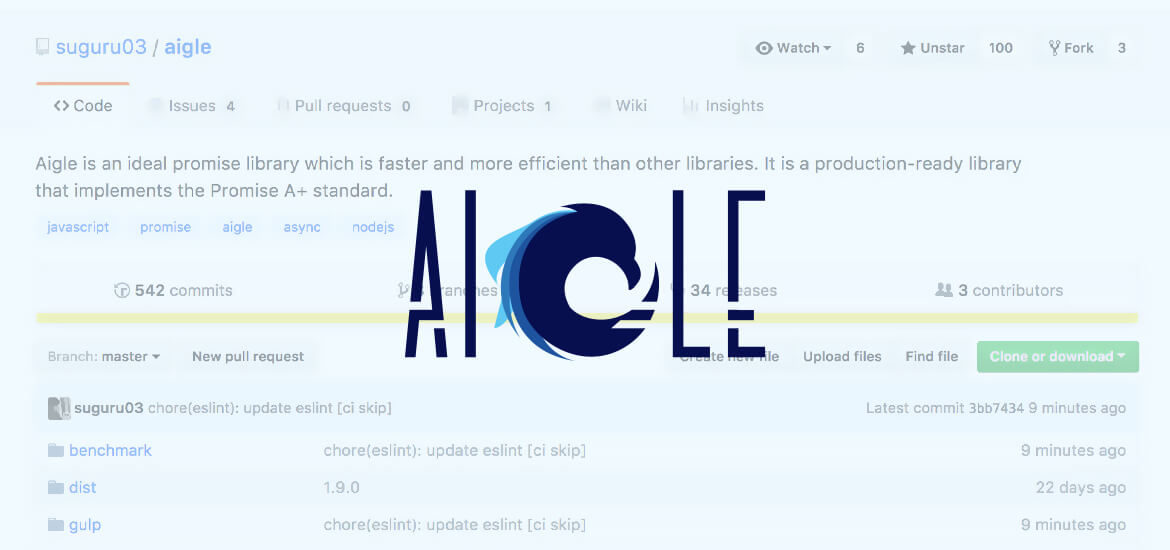 suguru03 / aigle
Watch 6 Unstar 100 Fork 3
Code Issues 4 Pull requests 0 Projects 1 Wiki Insights
Aigle is an ideal promise library which is faster and more efficient than other libraries. It is a production-ready library
that implements the Promise A+ standard.
javascript promise aigle async nodejs
AIGLE
542 commits branches 34 releases 3 contributors
Branch: master New pull request Create new file Upload files Find file Clone or download
suguru03 chore(eslint): update eslint [ci skip] Latest commit 3bb7434 9 minutes ago
benchmark chore(eslint): update eslint [ci skip] 9 minutes ago
dist 1.9.0 22 days ago
gulp chore(eslint): update eslint [ci skip] 9 minutes ago